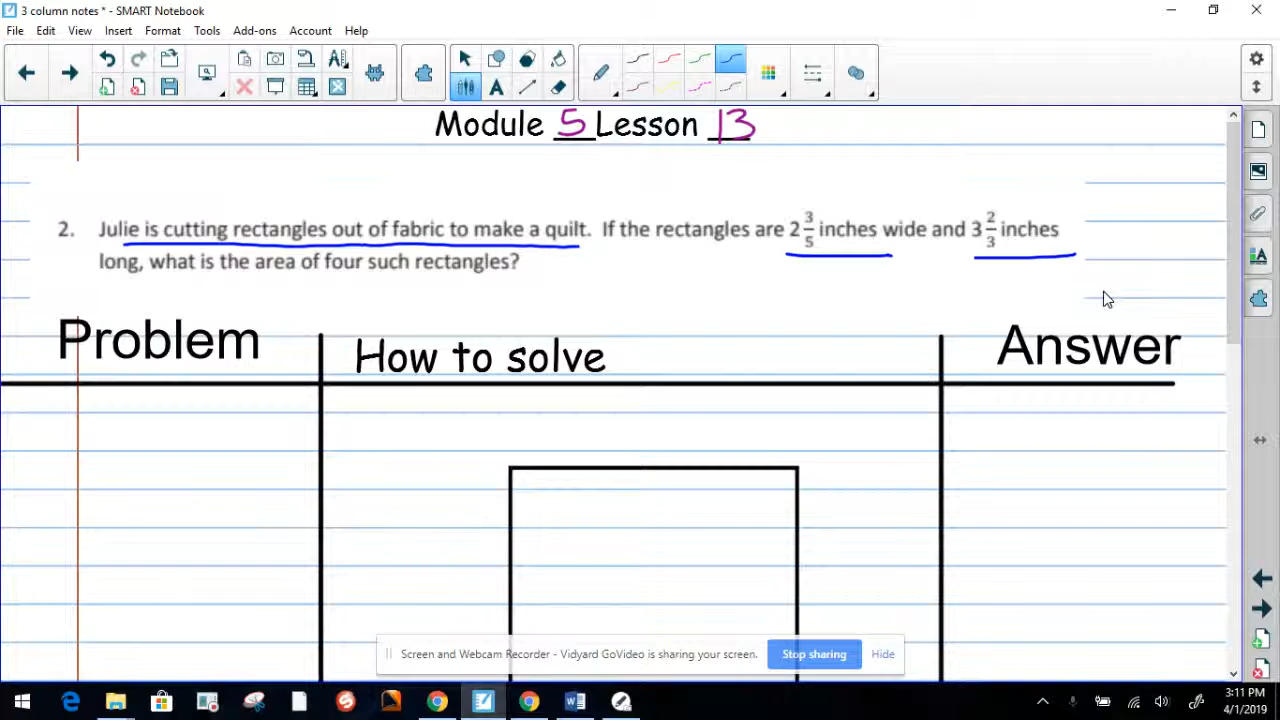 3 column notes * - SMART Notebook
File Edit View Insert Format Tools Add-ons Account Help
Module 5 Lesson 13
2. Julie is cutting rectangles out of fabric to make a quilt. If the rectangles are 2 3/5 inches wide and 3 2/3 inches
long, what is the area of four such rectangles?
Problem How to solve Answer
Screen and Webcam Recorder - Vidyard GoVideo is sharing your screen. Stop sharing Hide
3:11 PM
4/1/2019